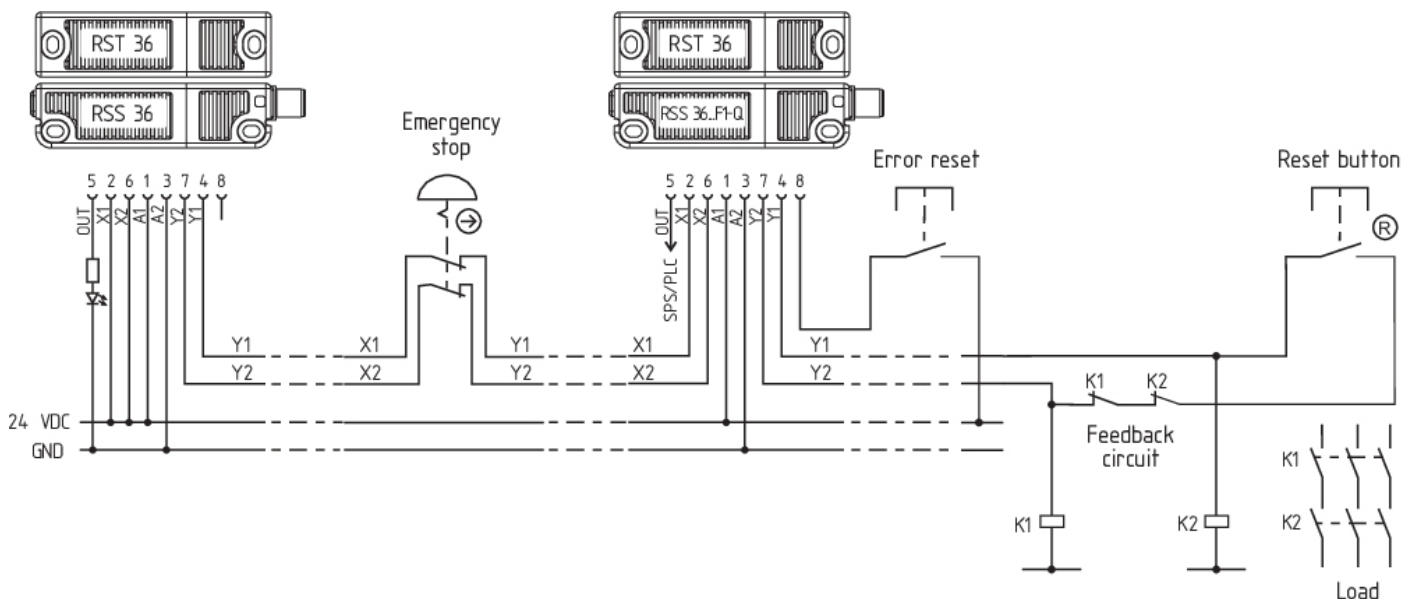 RST 36
RST 36
RSS 36
RSS 36..F1-Q
Emergency
stop
Error reset
Reset button
5 2 6 1 3 7 4 8
5 2 6 1 3 7 4 8
OUT X1 X2 A1 A2 Y2 Y1
OUT X1 X2 A1 A2 Y2 Y1
R
SPS/PLC
Y1 X1 Y1 X1 Y1
Y2 X2 Y2 X2 Y2
K1 K2
24 VDC
GND
Feedback
circuit
K1
K2
K1
K2
Load